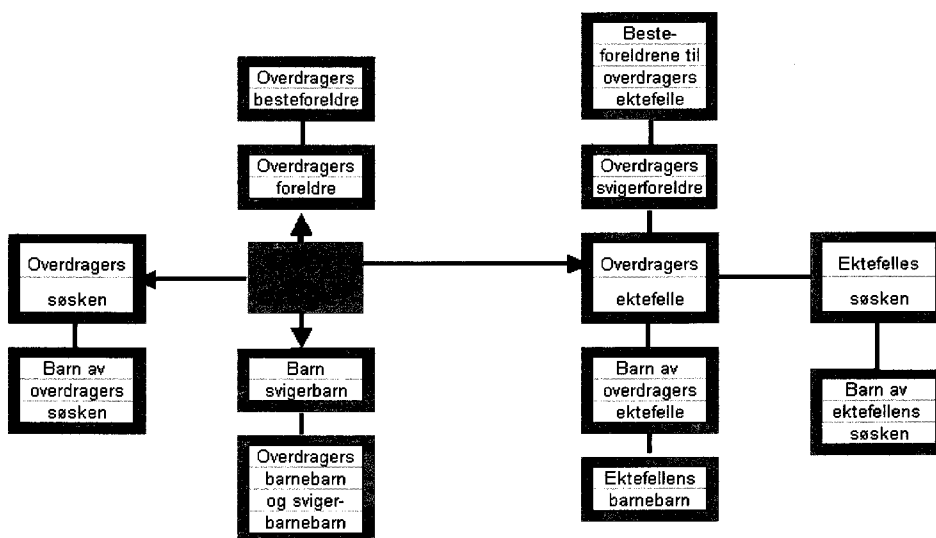 Beste-
foreldrene til
overdragers
ektefelle
Overdragers
besteforeldre
Overdragers
foreldre
Overdragers
svigerforeldre
Overdragers
søsken
Overdragers
ektefelle
Ektefelles
søsken
Barn av
overdragers
søsken
Barn
svigerbarn
Barn av
overdragers
ektefelle
Barn av
ektefellens
søsken
Overdragers
barnebarn
og sviger-
barnebarn
Ektefellens
barnebarn